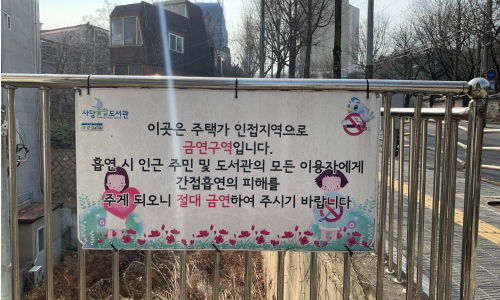 사당솔밭도서관
이곳은 주택가 인접지역으로
금연구역입니다.
흡연 시 인근 주민 및 도서관의 모든 이용자에게
간접흡연의 피해를
주게 되오니 절대 금연하여 주시기 바랍니다